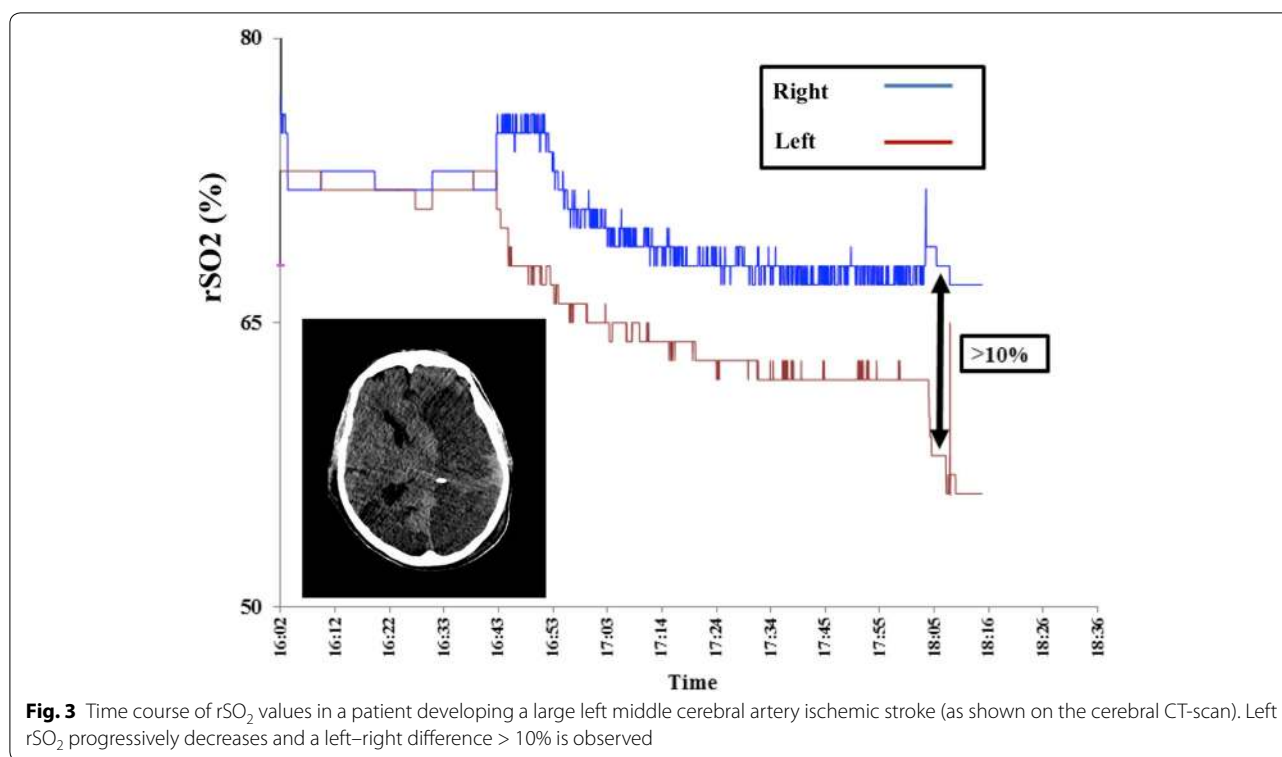 80
65
50
rSO2 (%)
Right
Left
>10%
16:02 16:12 16:22 16:33 16:43 16:53 17:03 17:14 17:24 17:34 17:45 17:55 18:05 18:16 18:26 18:36
Time
Fig. 3 Time course of rSO2 values in a patient developing a large left middle cerebral artery ischemic stroke (as shown on the cerebral CT-scan). Left
rSO2 progressively decreases and a left–right difference > 10% is observed